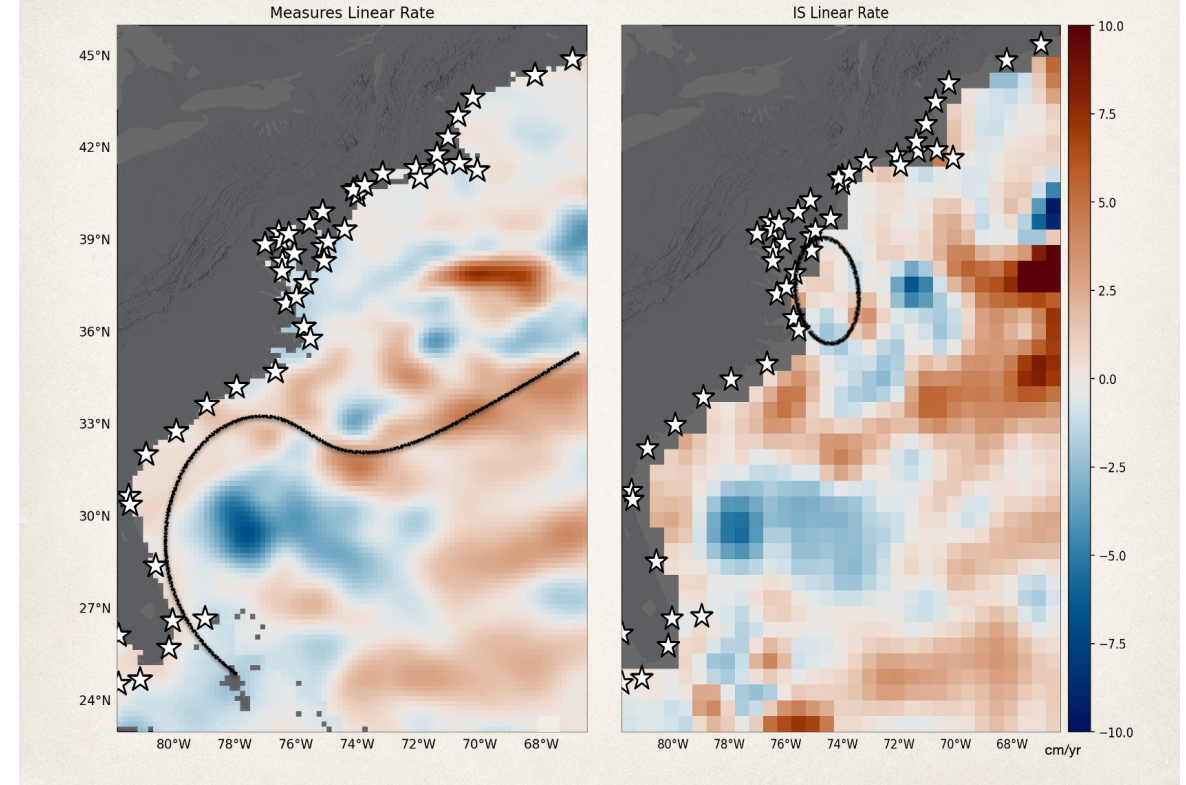 Measures Linear Rate
IS Linear Rate
45°N
42°N
39°N
36°N
33°N
30°N
27°N
24°N
80°W 78°W 76°W 74°W 72°W 70°W 68°W
80°W 78°W 76°W 74°W 72°W 70°W 68°W
10.0
7.5
5.0
2.5
0.0
−2.5
−5.0
−7.5
−10.0
cm/yr